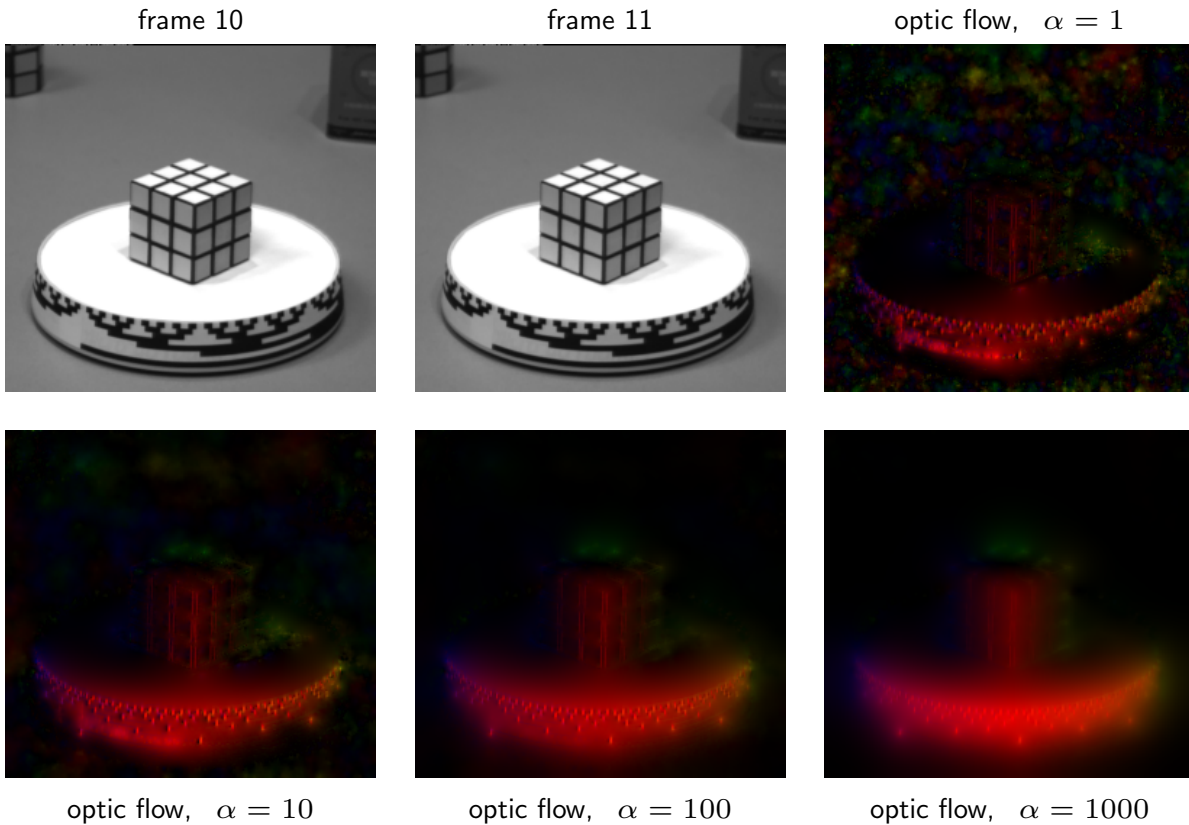 frame 10
frame 11
optic flow, α = 1
optic flow, α = 10
optic flow, α = 100
optic flow, α = 1000